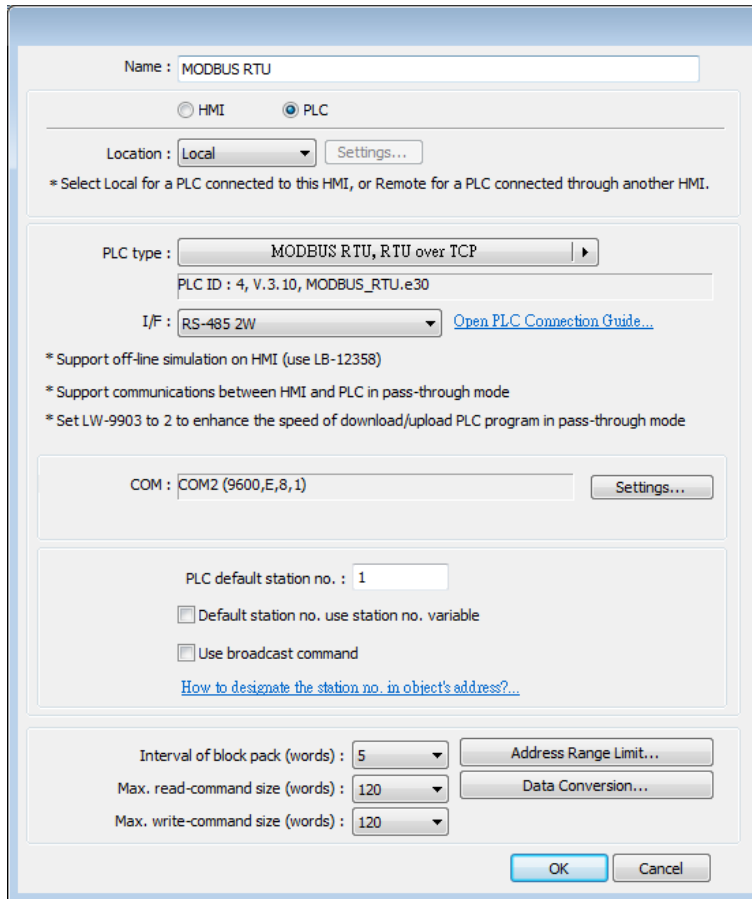 Name : MODBUS RTU
HMI PLC
Location : Local Settings...
* Select Local for a PLC connected to this HMI, or Remote for a PLC connected through another HMI.
PLC type : MODBUS RTU, RTU over TCP
PLC ID : 4, V.3.10, MODBUS_RTU.e30
I/F : RS-485 2W Open PLC Connection Guide...
* Support off-line simulation on HMI (use LB-12358)
* Support communications between HMI and PLC in pass-through mode
* Set LW-9903 to 2 to enhance the speed of download/upload PLC program in pass-through mode
COM : COM2 (9600,E,8,1) Settings...
PLC default station no. : 1
Default station no. use station no. variable
Use broadcast command
How to designate the station no. in object's address?...
Interval of block pack (words) : 5 Address Range Limit...
Max. read-command size (words) : 120 Data Conversion...
Max. write-command size (words) : 120
OK Cancel